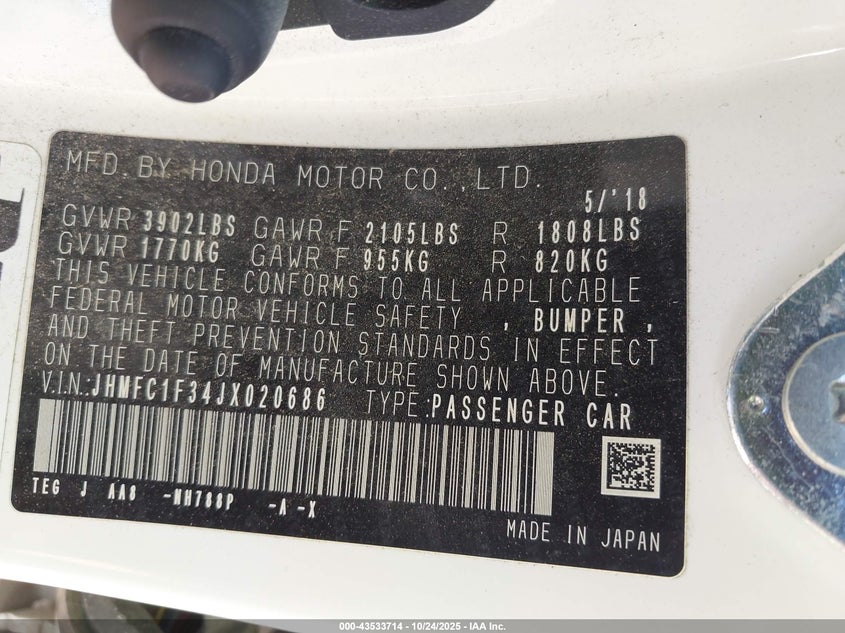 MFD. BY HONDA MOTOR CO., LTD.
5/'18
GVWR 3902LBS GAWR F 2105LBS R 1808LBS
GVWR 1770KG GAWR F 955KG R 820KG
THIS VEHICLE CONFORMS TO ALL APPLICABLE
FEDERAL MOTOR VEHICLE SAFETY , BUMPER ,
AND THEFT PREVENTION STANDARDS IN EFFECT
ON THE DATE OF MANUFACTURE SHOWN ABOVE.
V.I.N.:JHMFC1F34JX020686 TYPE:PASSENGER CAR
TEG J AA8 -NH788P -A -X
MADE IN JAPAN
000-43533714 - 10/24/2025 - IAA Inc.